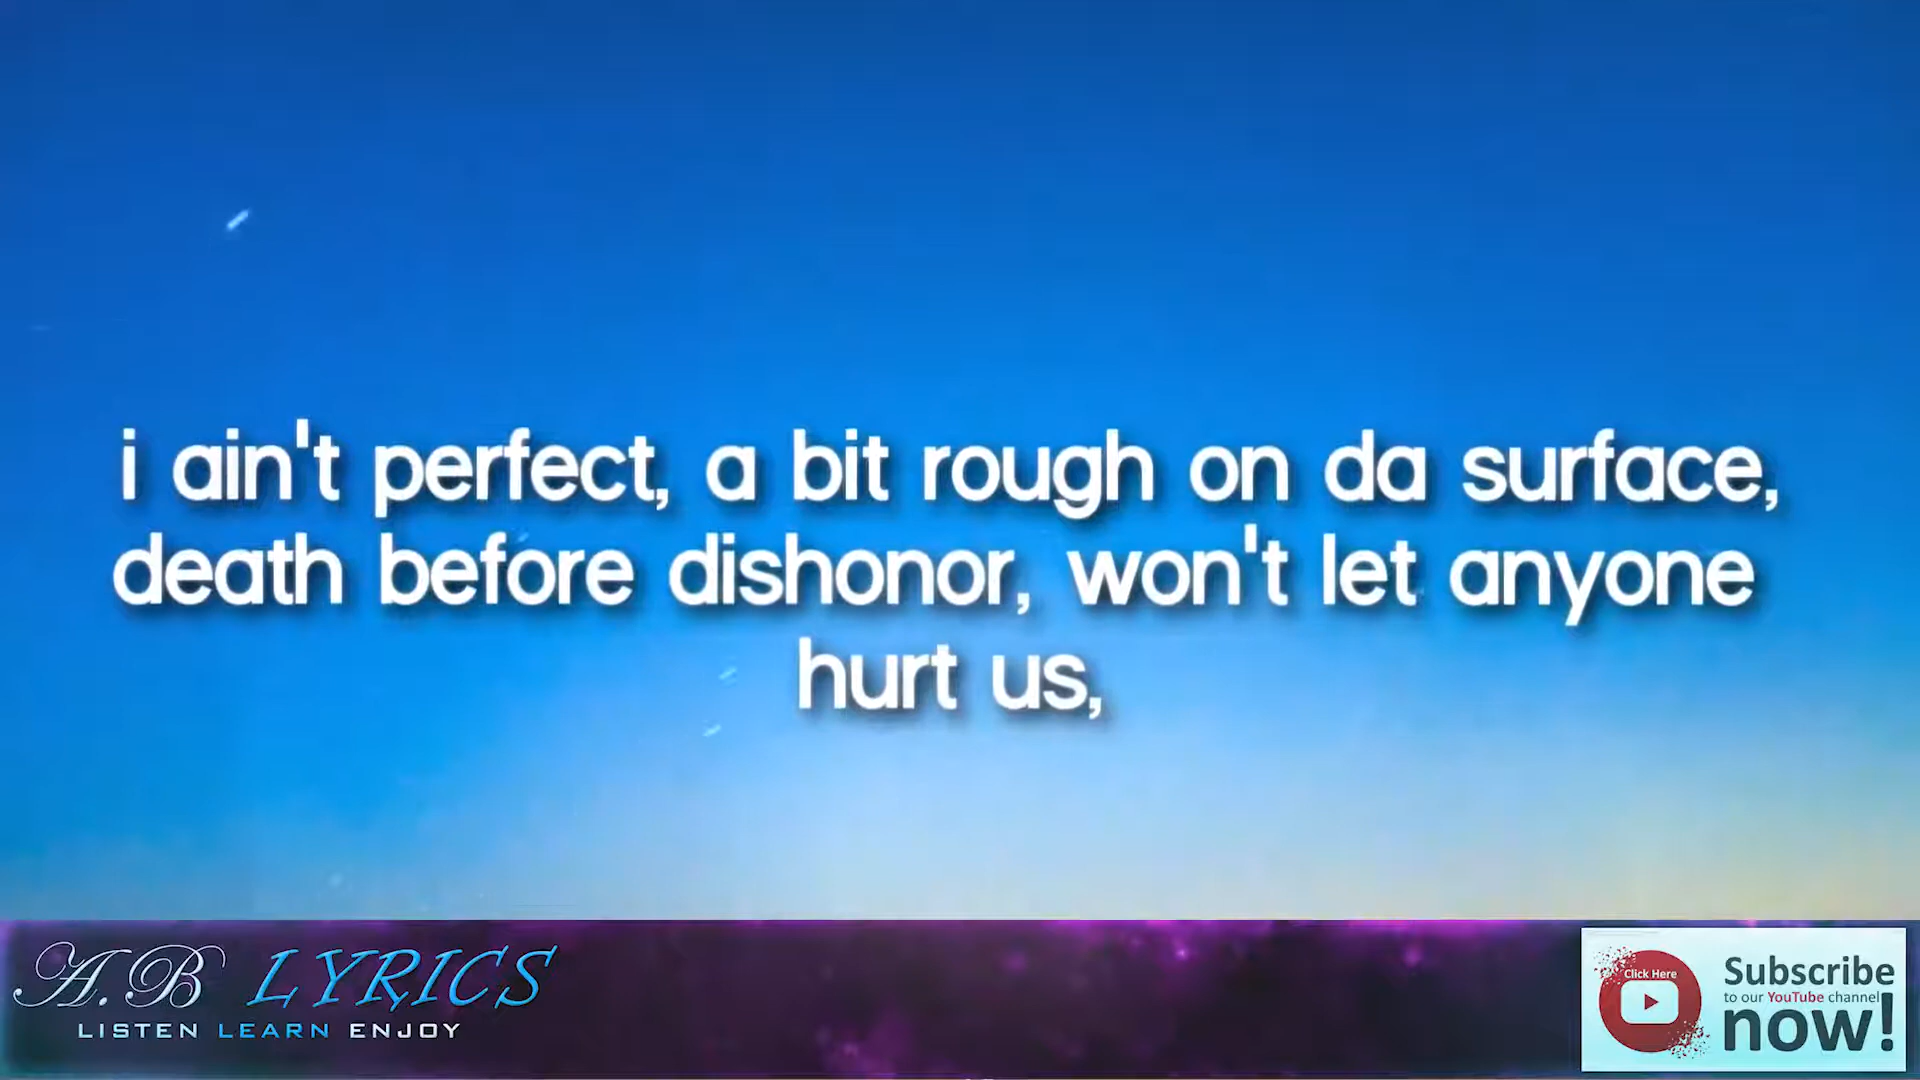 i ain't perfect, a bit rough on da surface,
death before dishonor, won't let anyone
hurt us,
A.B LYRICS
LISTEN LEARN ENJOY
Click Here
Subscribe
to our YouTube channel
now!